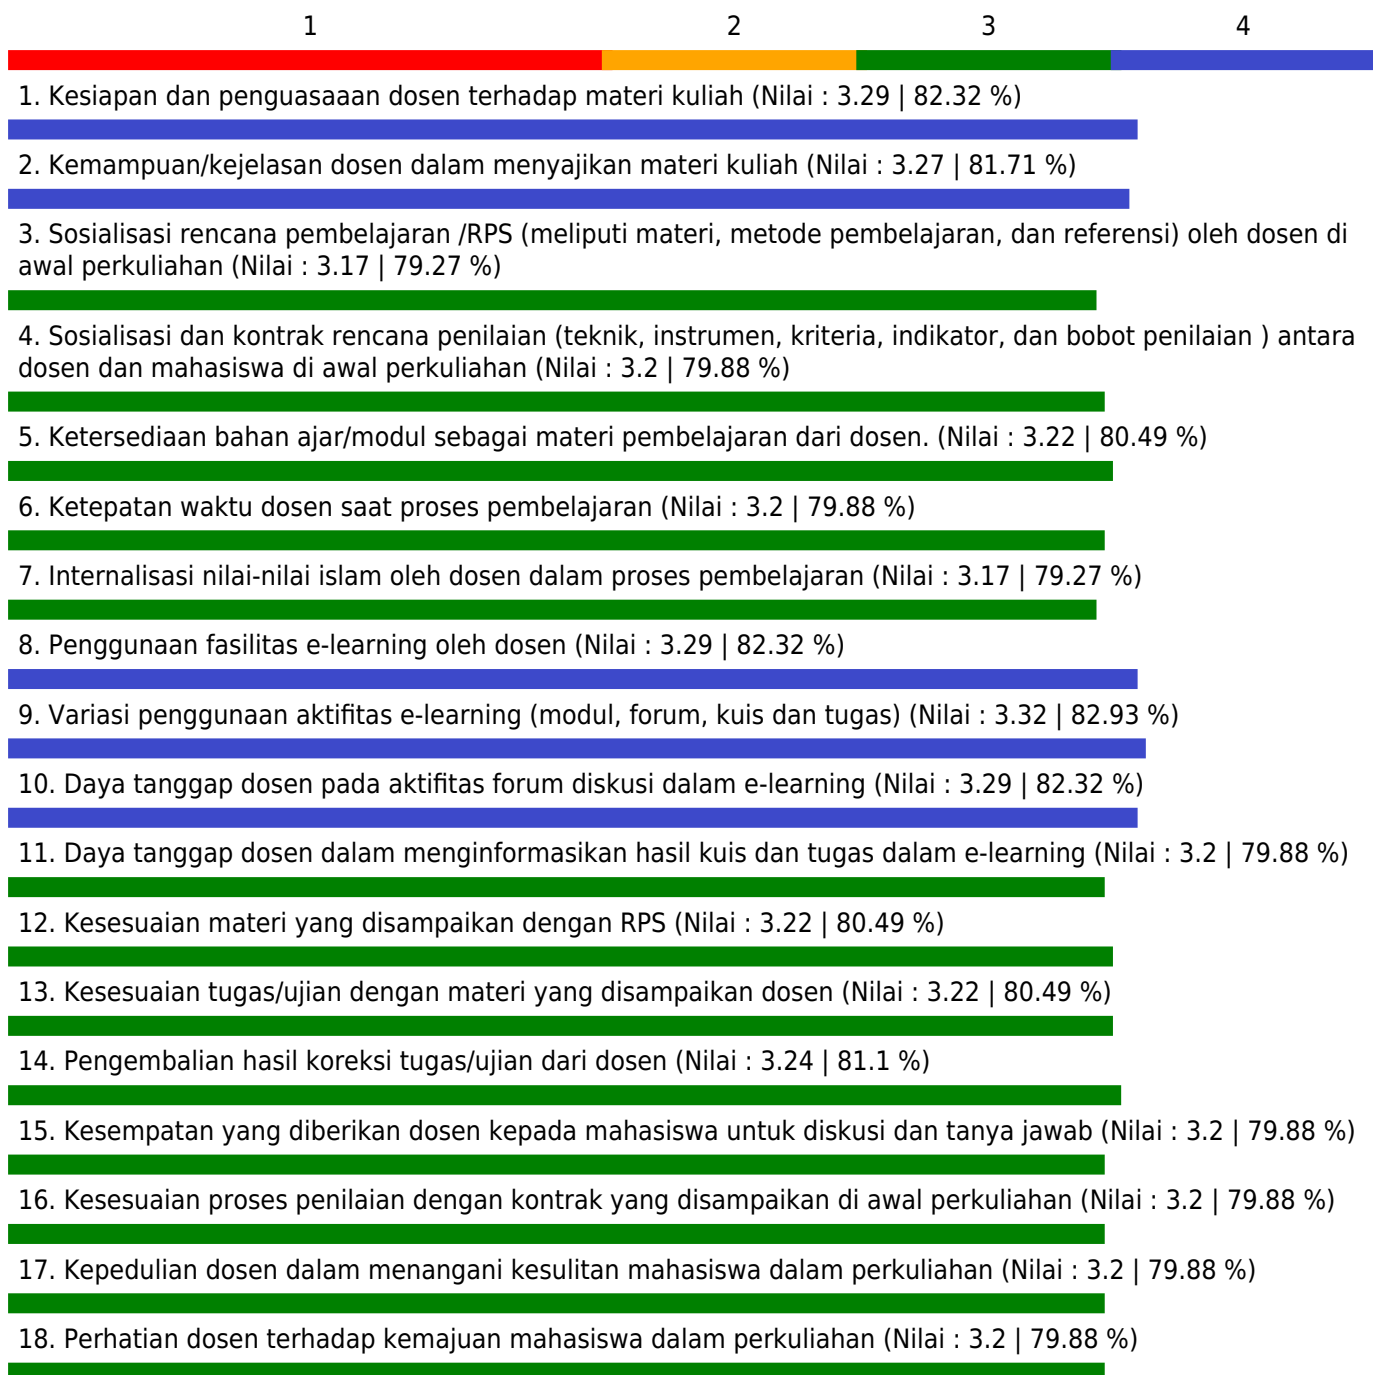 1 2 3 4
1. Kesiapan dan penguasaaan dosen terhadap materi kuliah (Nilai : 3.29 | 82.32 %)
2. Kemampuan/kejelasan dosen dalam menyajikan materi kuliah (Nilai : 3.27 | 81.71 %)
3. Sosialisasi rencana pembelajaran /RPS (meliputi materi, metode pembelajaran, dan referensi) oleh dosen di
awal perkuliahan (Nilai : 3.17 | 79.27 %)
4. Sosialisasi dan kontrak rencana penilaian (teknik, instrumen, kriteria, indikator, dan bobot penilaian ) antara
dosen dan mahasiswa di awal perkuliahan (Nilai : 3.2 | 79.88 %)
5. Ketersediaan bahan ajar/modul sebagai materi pembelajaran dari dosen. (Nilai : 3.22 | 80.49 %)
6. Ketepatan waktu dosen saat proses pembelajaran (Nilai : 3.2 | 79.88 %)
7. Internalisasi nilai-nilai islam oleh dosen dalam proses pembelajaran (Nilai : 3.17 | 79.27 %)
8. Penggunaan fasilitas e-learning oleh dosen (Nilai : 3.29 | 82.32 %)
9. Variasi penggunaan aktifitas e-learning (modul, forum, kuis dan tugas) (Nilai : 3.32 | 82.93 %)
10. Daya tanggap dosen pada aktifitas forum diskusi dalam e-learning (Nilai : 3.29 | 82.32 %)
11. Daya tanggap dosen dalam menginformasikan hasil kuis dan tugas dalam e-learning (Nilai : 3.2 | 79.88 %)
12. Kesesuaian materi yang disampaikan dengan RPS (Nilai : 3.22 | 80.49 %)
13. Kesesuaian tugas/ujian dengan materi yang disampaikan dosen (Nilai : 3.22 | 80.49 %)
14. Pengembalian hasil koreksi tugas/ujian dari dosen (Nilai : 3.24 | 81.1 %)
15. Kesempatan yang diberikan dosen kepada mahasiswa untuk diskusi dan tanya jawab (Nilai : 3.2 | 79.88 %)
16. Kesesuaian proses penilaian dengan kontrak yang disampaikan di awal perkuliahan (Nilai : 3.2 | 79.88 %)
17. Kepedulian dosen dalam menangani kesulitan mahasiswa dalam perkuliahan (Nilai : 3.2 | 79.88 %)
18. Perhatian dosen terhadap kemajuan mahasiswa dalam perkuliahan (Nilai : 3.2 | 79.88 %)